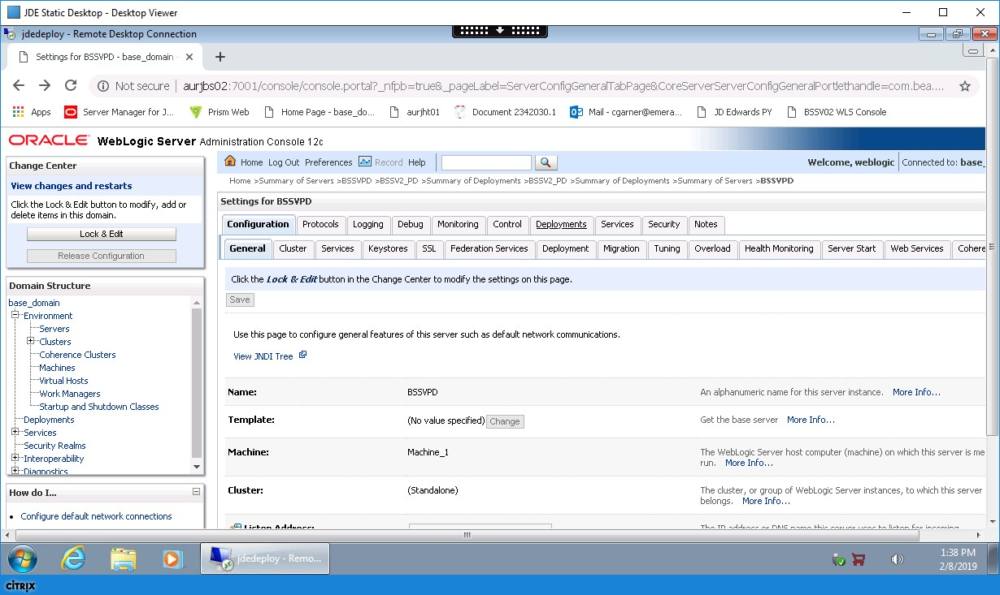 JDE Static Desktop - Desktop Viewer
jdedeploy - Remote Desktop Connection
Settings for BSSVPD - base_domain -
Not secure | aurjbs02:7001/console/console.portal?_nfpb=true&_pageLabel=ServerConfigGeneralTabPage&CoreServerServerConfigGeneralPortlethandle=com.bea....
Apps Server Manager for J... Prism Web Home Page - base_do... aurjht01 Document 2342030.1 Mail - cgarner@emera... JD Edwards PY BSSV02 WLS Console
ORACLE WebLogic Server Administration Console 12c
Change Center
View changes and restarts
Click the Lock & Edit button to modify, add or
delete items in this domain.
Lock & Edit
Release Configuration
Domain Structure
base_domain
Environment
Servers
Clusters
Coherence Clusters
Machines
Virtual Hosts
Work Managers
Startup and Shutdown Classes
Deployments
Services
Security Realms
Interoperability
Diagnostics
How do I...
Configure default network connections
Home Log Out Preferences Record Help
Welcome, weblogic Connected to: base_
Home >Summary of Servers >BSSVPD >BSSV2_PD >Summary of Deployments >BSSV2_PD >Summary of Deployments >Summary of Servers >BSSVPD
Settings for BSSVPD
Configuration Protocols Logging Debug Monitoring Control Deployments Services Security Notes
General Cluster Services Keystores SSL Federation Services Deployment Migration Tuning Overload Health Monitoring Server Start Web Services Cohere
Click the Lock & Edit button in the Change Center to modify the settings on this page.
Save
Use this page to configure general features of this server such as default network communications.
View JNDI Tree
Name: BSSVPD An alphanumeric name for this server instance. More Info...
Template: (No value specified) Change Get the base server More Info...
Machine: Machine_1 The WebLogic Server host computer (machine) on which this server is me
run. More Info...
Cluster: (Standalone) The cluster, or group of WebLogic Server instances, to which this server
belongs. More Info...
Listen Address: The IP address or DNS name this server uses to listen for incoming
jdedeploy - Remo...
1:38 PM
2/8/2019
CITRIX